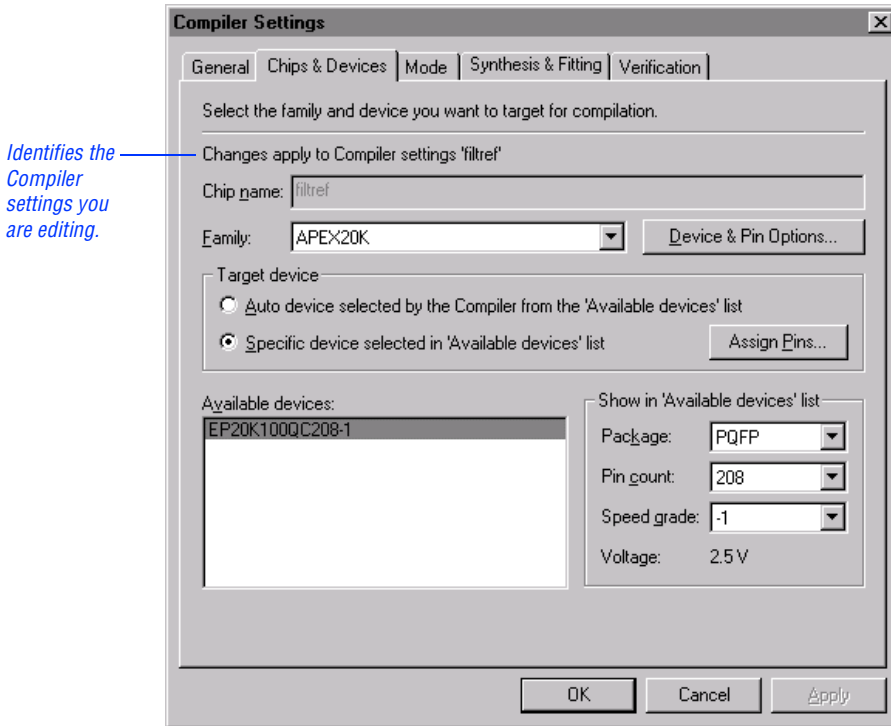 Compiler Settings
General Chips & Devices Mode Synthesis & Fitting Verification
Select the family and device you want to target for compilation.
Identifies the
Compiler
settings you
are editing.
Changes apply to Compiler settings 'filtref'
Chip name: filtref
Family: APEX20K Device & Pin Options...
Target device
Auto device selected by the Compiler from the 'Available devices' list
Specific device selected in 'Available devices' list Assign Pins...
Available devices:
EP20K100QC208-1
Show in 'Available devices' list
Package: PQFP
Pin count: 208
Speed grade: -1
Voltage: 2.5 V
OK Cancel Apply